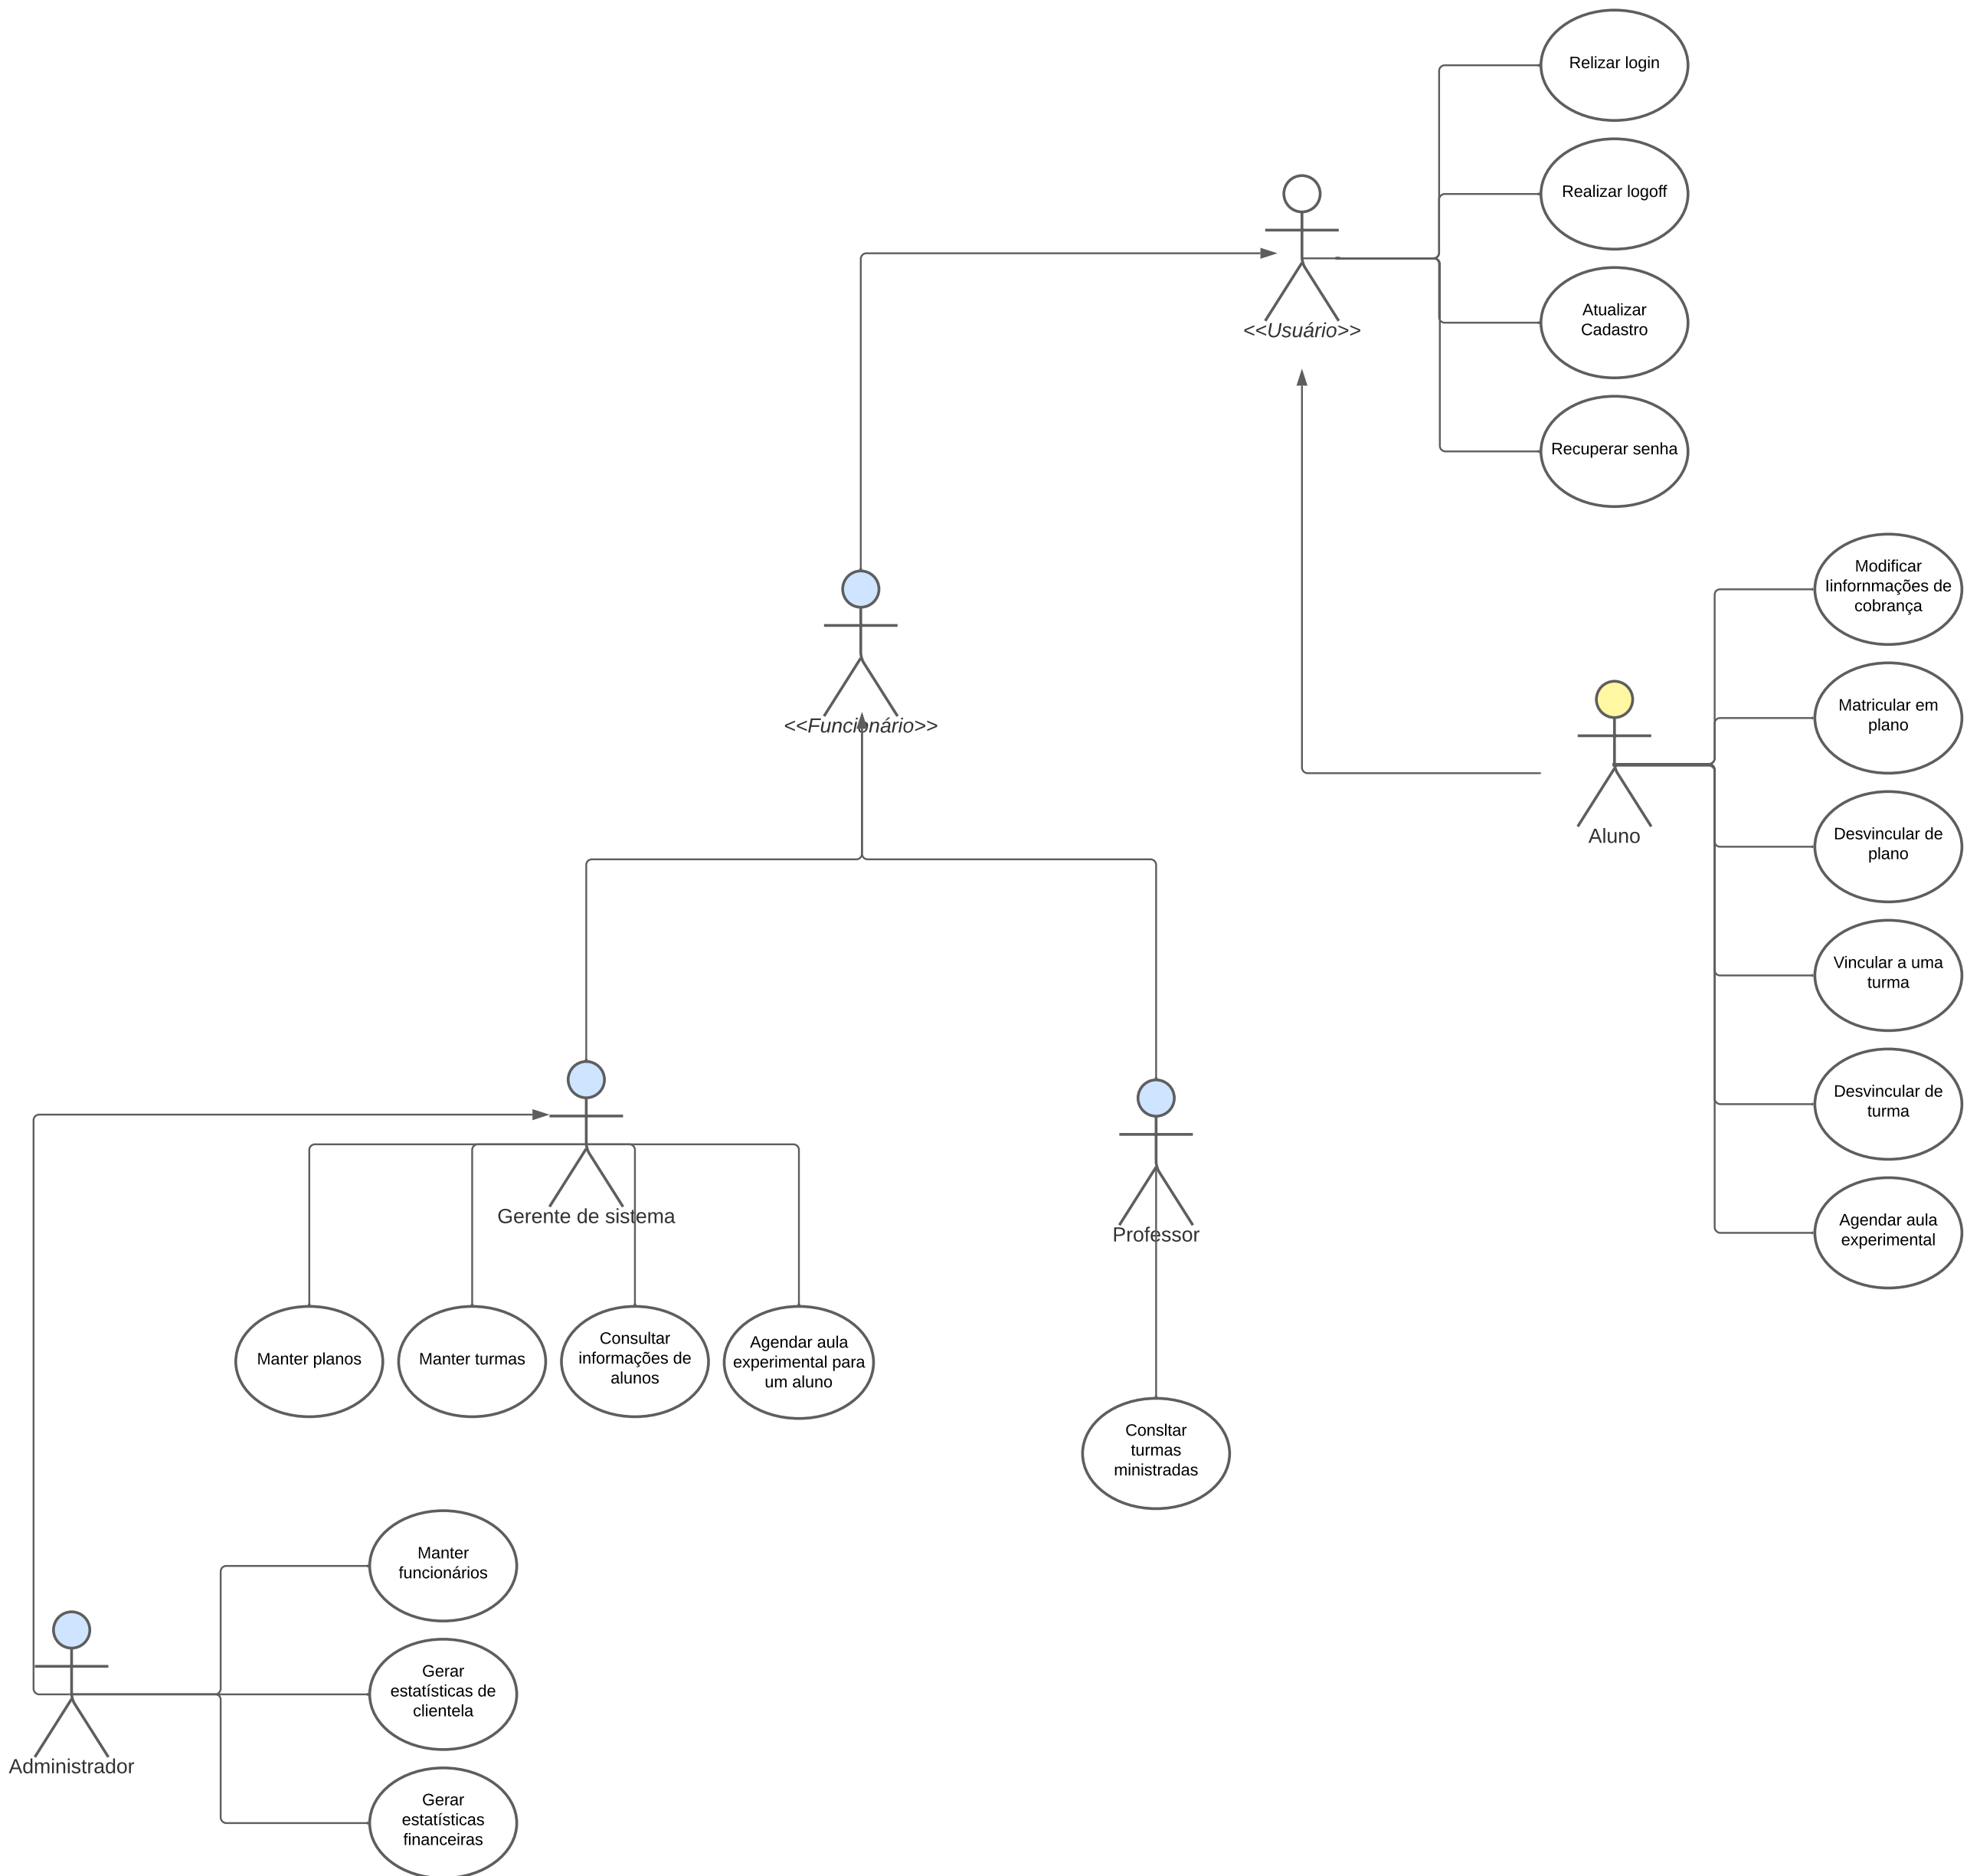 Relizar login
Realizar logoff
<<Usuário>>
Atualizar
Cadastro
Recuperar senha
Modificar
Iinfornmações de
cobrança
Matricular em
plano
<<Funcionário>>
Aluno
Desvincular de
plano
Vincular a uma
turma
Desvincular de
turma
Gerente de sistema
Professor
Agendar aula
experimental
Manter planos
Manter turmas
Consultar
informações de
alunos
Agendar aula
experimental para
um aluno
Consltar
turmas
ministradas
Manter
funcionários
Gerar
estatísticas de
clientela
Administrador
Gerar
estatísticas
financeiras